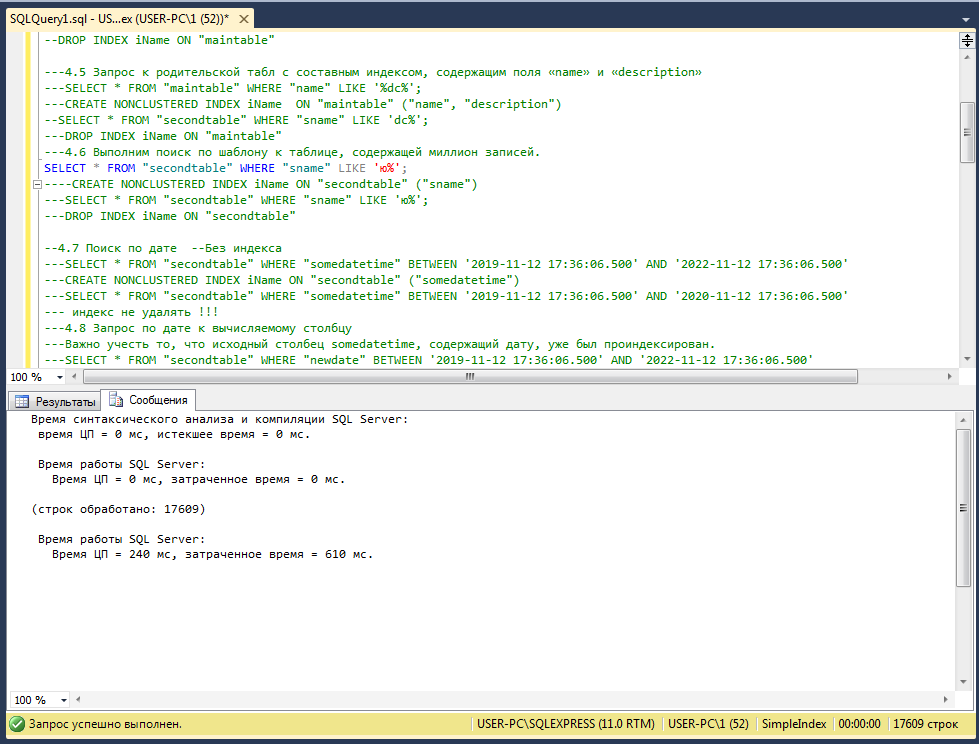 SQLQuery1.sql - US...ex (USER-PC\1 (52))*
--DROP INDEX iName ON "maintable"
---4.5 Запрос к родительской табл с составным индексом, содержащим поля «name» и «description»
---SELECT * FROM "maintable" WHERE "name" LIKE '%dc%';
---CREATE NONCLUSTERED INDEX iName  ON "maintable" ("name", "description")
--SELECT * FROM "secondtable" WHERE "sname" LIKE 'dc%';
---DROP INDEX iName ON "maintable"
---4.6 Выполним поиск по шаблону к таблице, содержащей миллион записей.
SELECT * FROM "secondtable" WHERE "sname" LIKE 'ю%';
----CREATE NONCLUSTERED INDEX iName ON "secondtable" ("sname")
---SELECT * FROM "secondtable" WHERE "sname" LIKE 'ю%';
---DROP INDEX iName ON "secondtable"
--4.7 Поиск по дате  --Без индекса
---SELECT * FROM "secondtable" WHERE "somedatetime" BETWEEN '2019-11-12 17:36:06.500' AND '2022-11-12 17:36:06.500'
---CREATE NONCLUSTERED INDEX iName ON "secondtable" ("somedatetime")
---SELECT * FROM "secondtable" WHERE "somedatetime" BETWEEN '2019-11-12 17:36:06.500' AND '2020-11-12 17:36:06.500'
--- индекс не удалять !!!
---4.8 Запрос по дате к вычисляемому столбцу
---Важно учесть то, что исходный столбец somedatetime, содержащий дату, уже был проиндексирован.
---SELECT * FROM "secondtable" WHERE "newdate" BETWEEN '2019-11-12 17:36:06.500' AND '2022-11-12 17:36:06.500'
100 %
Результаты Сообщения
Время синтаксического анализа и компиляции SQL Server:
время ЦП = 0 мс, истекшее время = 0 мс.
Время работы SQL Server:
Время ЦП = 0 мс, затраченное время = 0 мс.
(строк обработано: 17609)
Время работы SQL Server:
Время ЦП = 240 мс, затраченное время = 610 мс.
100 %
Запрос успешно выполнен. USER-PC\SQLEXPRESS (11.0 RTM) USER-PC\1 (52) SimpleIndex 00:00:00 17609 строк